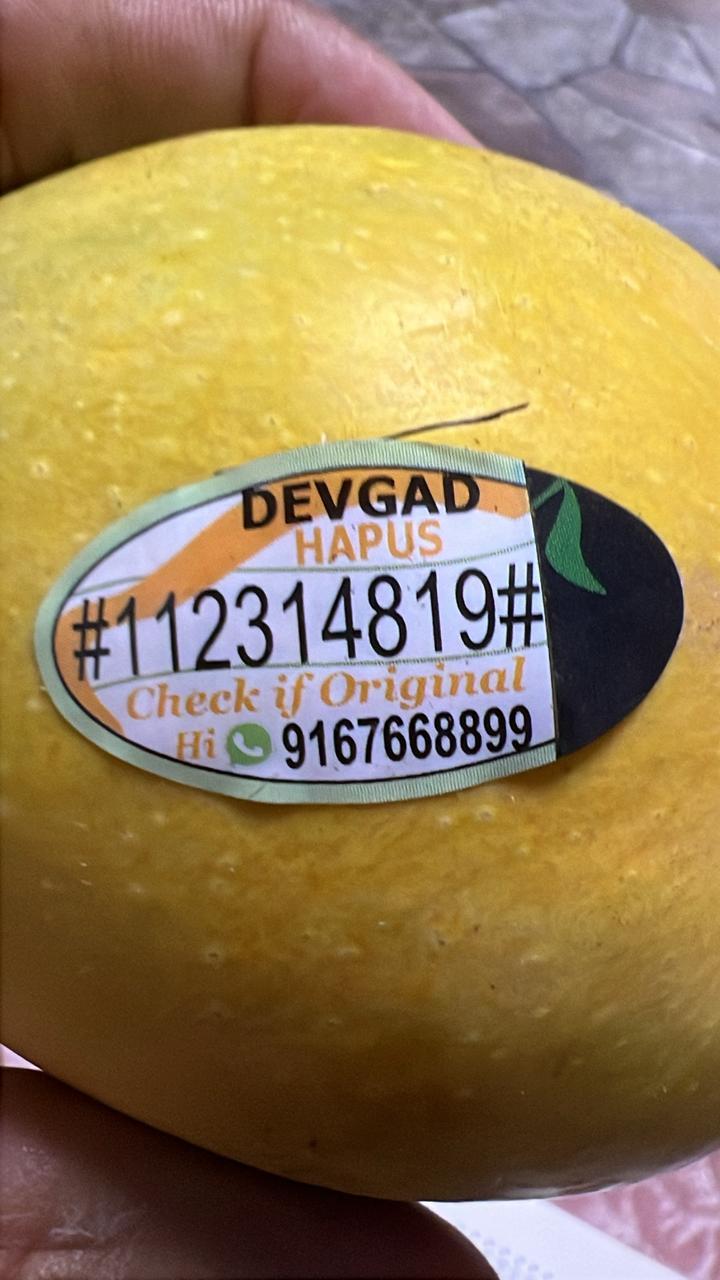 DEVGAD
HAPUS
#112314819#
Check if Original
Hi 9167668899